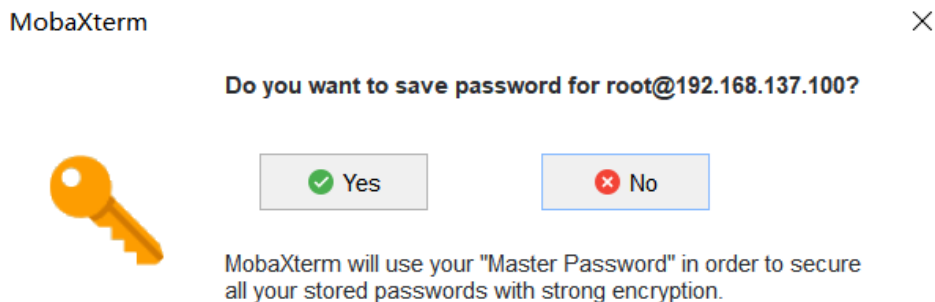 MobaXterm
Do you want to save password for root@192.168.137.100?
Yes
No
MobaXterm will use your "Master Password" in order to secure
all your stored passwords with strong encryption.